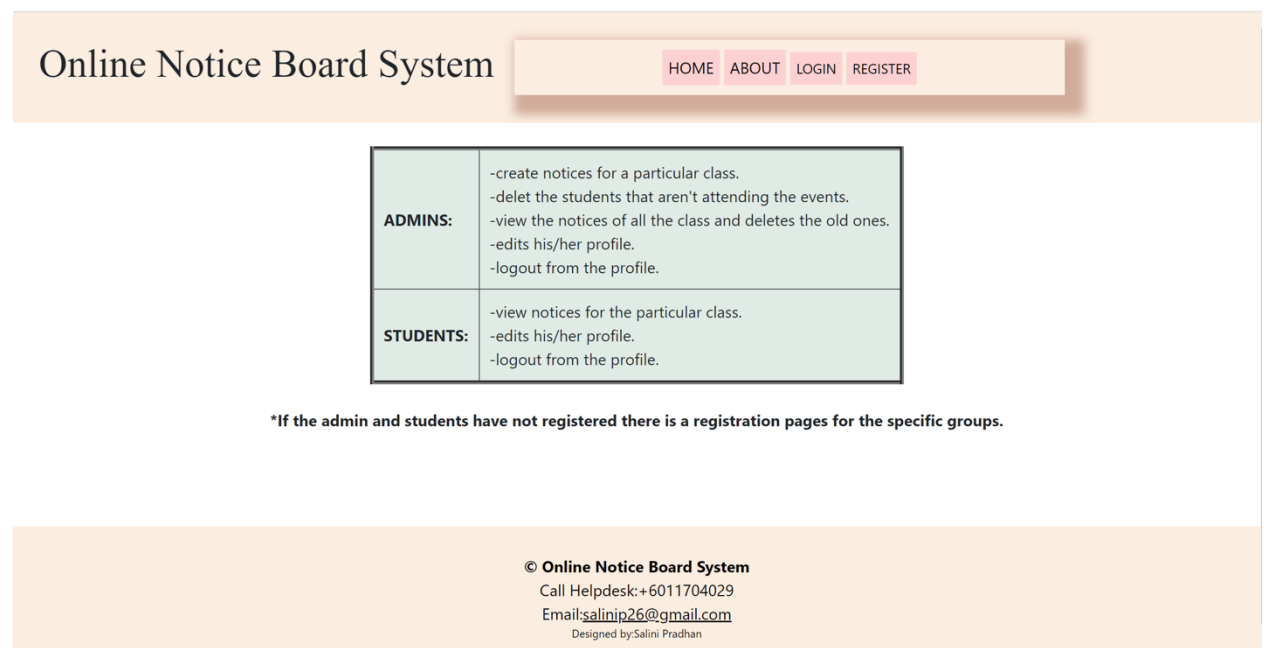 Online Notice Board System
HOME ABOUT LOGIN REGISTER
ADMINS:
-create notices for a particular class.
-delet the students that aren't attending the events.
-view the notices of all the class and deletes the old ones.
-edits his/her profile.
-logout from the profile.
STUDENTS:
-view notices for the particular class.
-edits his/her profile.
-logout from the profile.
*If the admin and students have not registered there is a registration pages for the specific groups.
© Online Notice Board System
Call Helpdesk:+6011704029
Email:salinip26@gmail.com
Designed by:Salini Pradhan